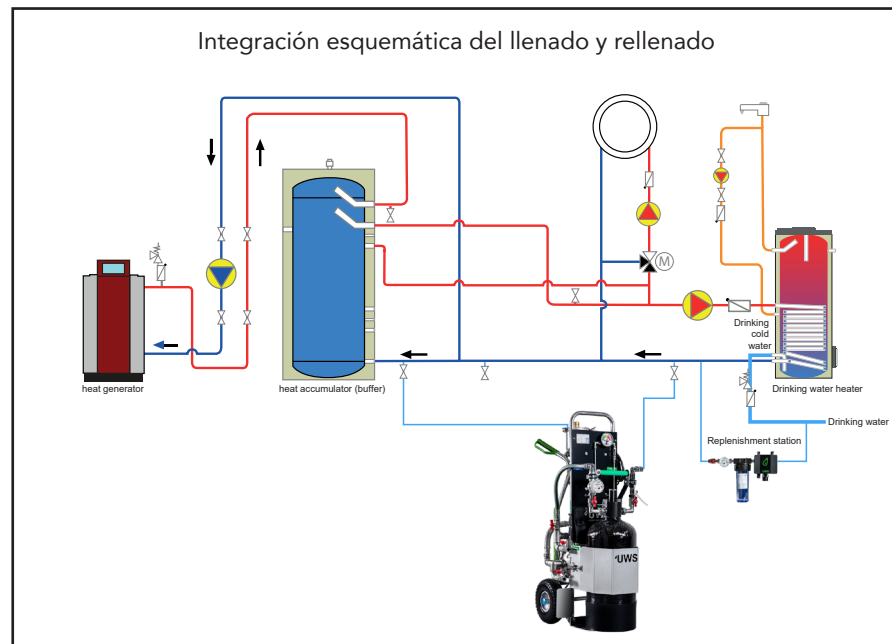 Integración esquemática del llenado y rellenado
M
Drinking
cold
water
heat generator
heat accumulator (buffer)
Drinking water heater
Drinking water
Replenishment station
UWS